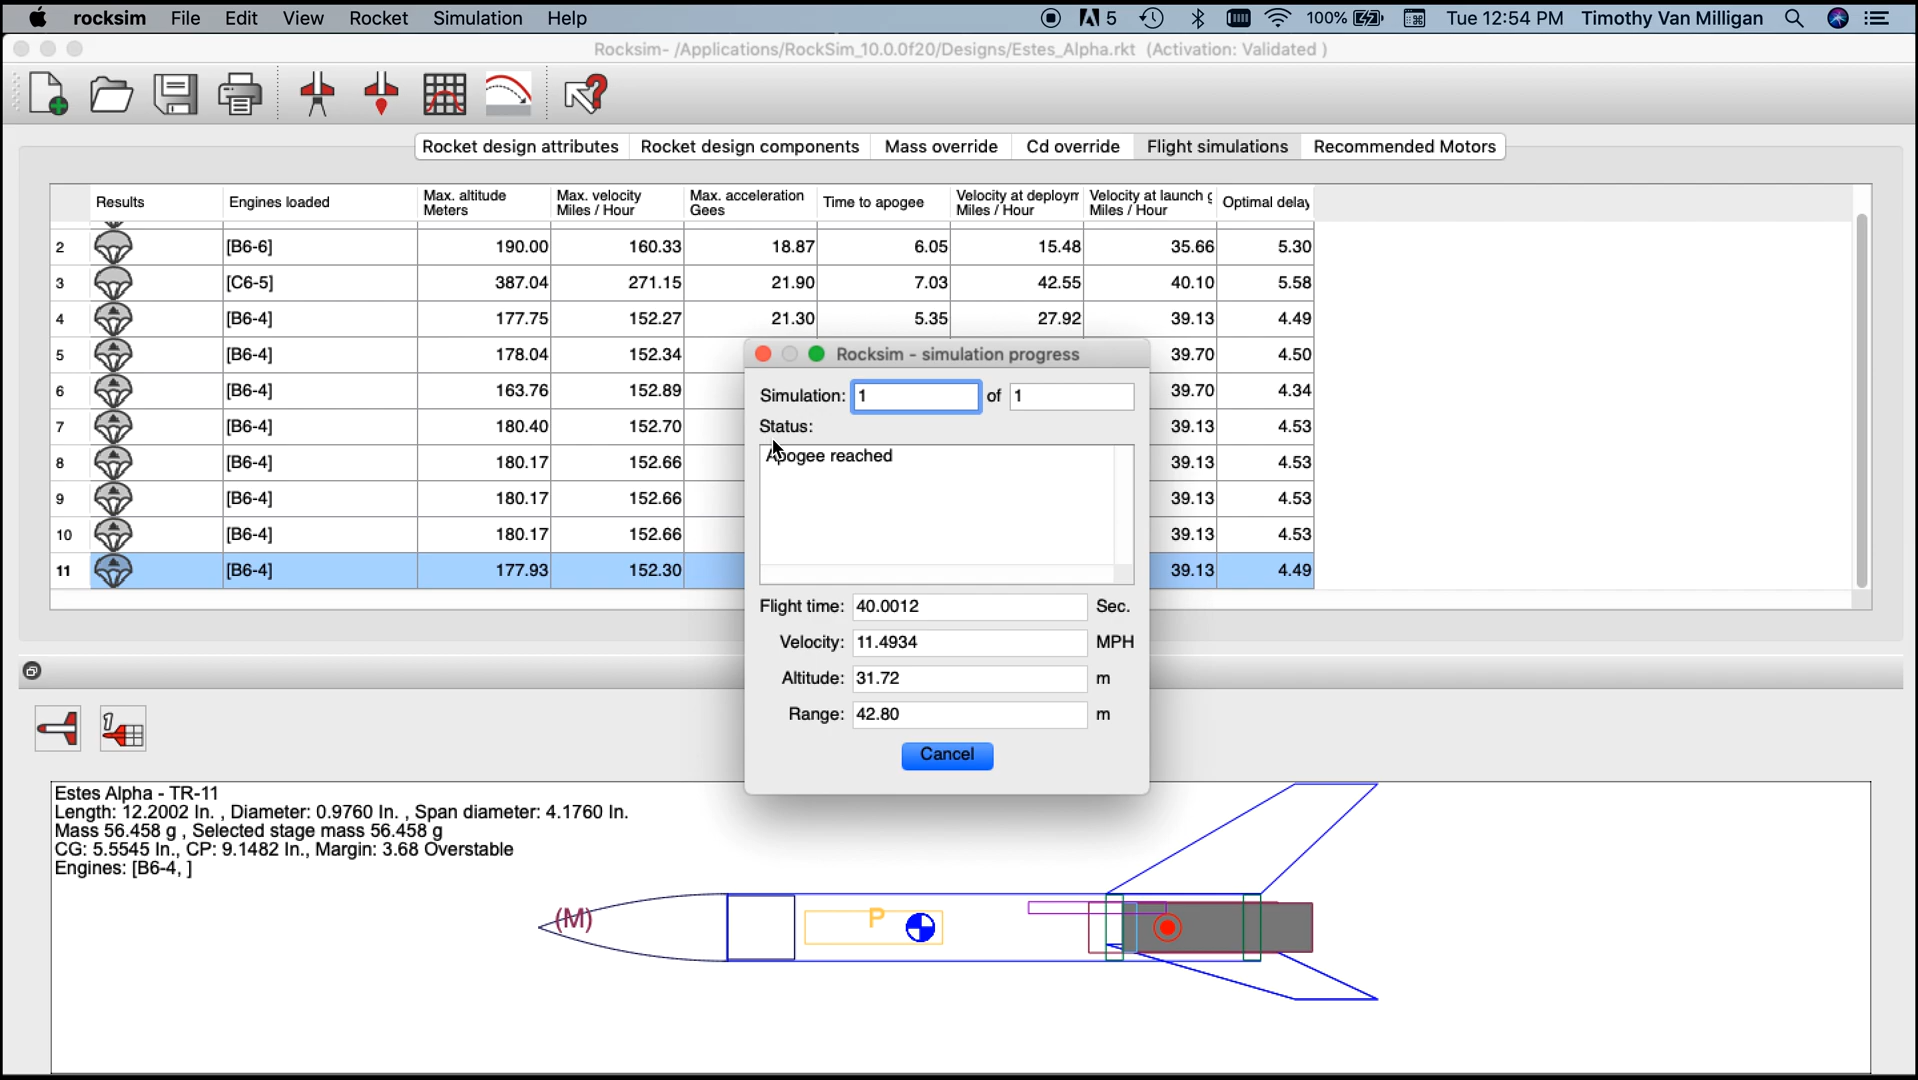 rocksim File Edit View Rocket Simulation Help 5 100% Tue 12:54 PM Timothy Van Milligan
Rocksim- /Applications/RockSim_10.0.0f20/Designs/Estes_Alpha.rkt (Activation: Validated )
Rocket design attributes Rocket design components Mass override Cd override Flight simulations Recommended Motors
Results Engines loaded Max. altitude Meters Max. velocity Miles / Hour Max. acceleration Gees Time to apogee Velocity at deploym Miles / Hour Velocity at launch g Miles / Hour Optimal delay
2 [B6-6] 190.00 160.33 18.87 6.05 15.48 35.66 5.30
3 [C6-5] 387.04 271.15 21.90 7.03 42.55 40.10 5.58
4 [B6-4] 177.75 152.27 21.30 5.35 27.92 39.13 4.49
5 [B6-4] 178.04 152.34 39.70 4.50
6 [B6-4] 163.76 152.89 39.70 4.34
7 [B6-4] 180.40 152.70 39.13 4.53
8 [B6-4] 180.17 152.66 39.13 4.53
9 [B6-4] 180.17 152.66 39.13 4.53
10 [B6-4] 180.17 152.66 39.13 4.53
11 [B6-4] 177.93 152.30 39.13 4.49
Rocksim - simulation progress
Simulation: 1 of 1
Status:
Apogee reached
Flight time: 40.0012 Sec.
Velocity: 11.4934 MPH
Altitude: 31.72 m
Range: 42.80 m
Cancel
1
Estes Alpha - TR-11
Length: 12.2002 In. , Diameter: 0.9760 In. , Span diameter: 4.1760 In.
Mass 56.458 g , Selected stage mass 56.458 g
CG: 5.5545 In., CP: 9.1482 In., Margin: 3.68 Overstable
Engines: [B6-4, ]
(M) P